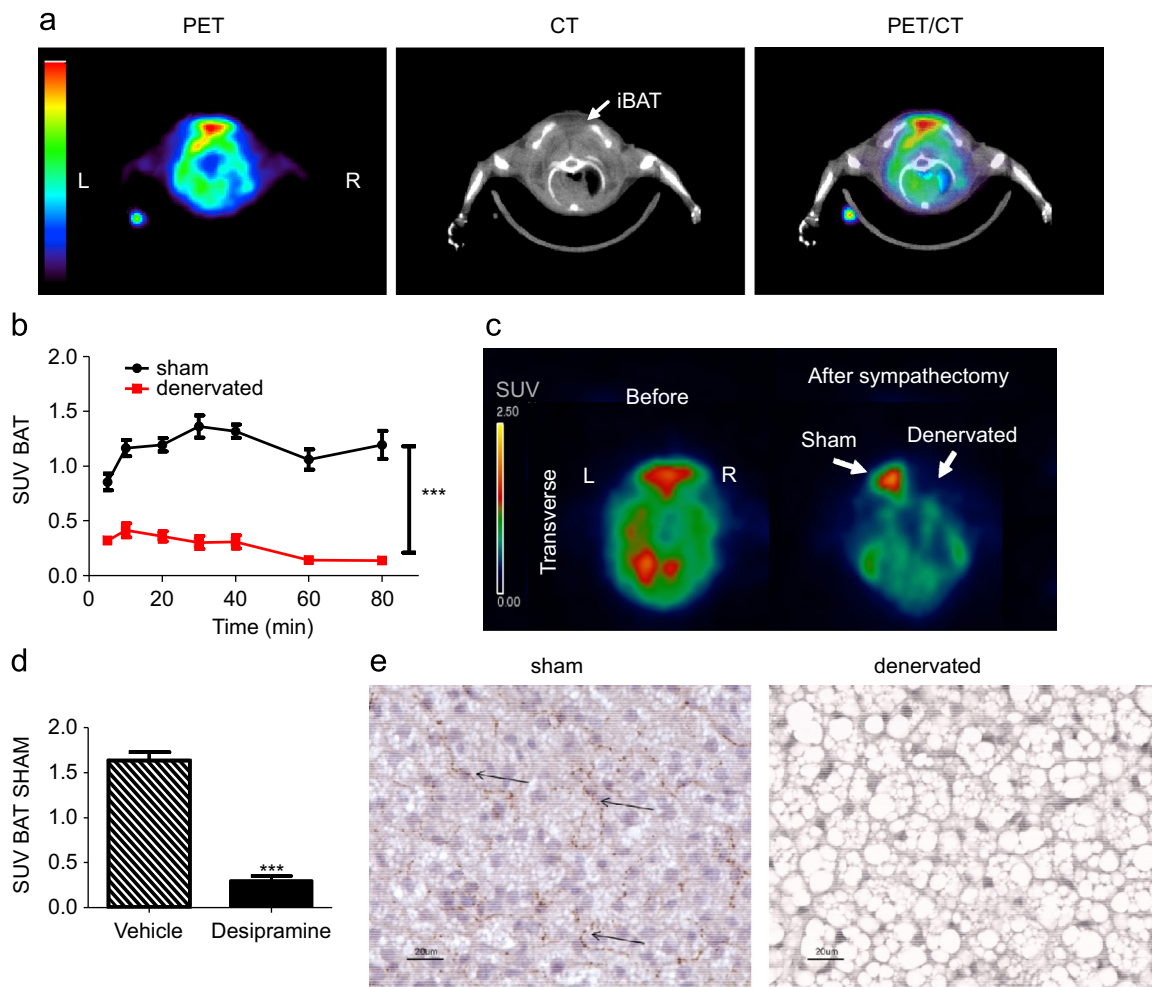 a
PET
CT
PET/CT
L
R
iBAT
b
2.0
1.5
1.0
0.5
0.0
SUV BAT
sham
denervated
***
0
20
40
60
80
Time (min)
c
SUV
2.50
0.00
Transverse
Before
L
R
After sympathectomy
Sham
Denervated
d
2.0
1.5
1.0
0.5
0.0
SUV BAT SHAM
***
Vehicle
Desipramine
e
sham
denervated
20um
20um